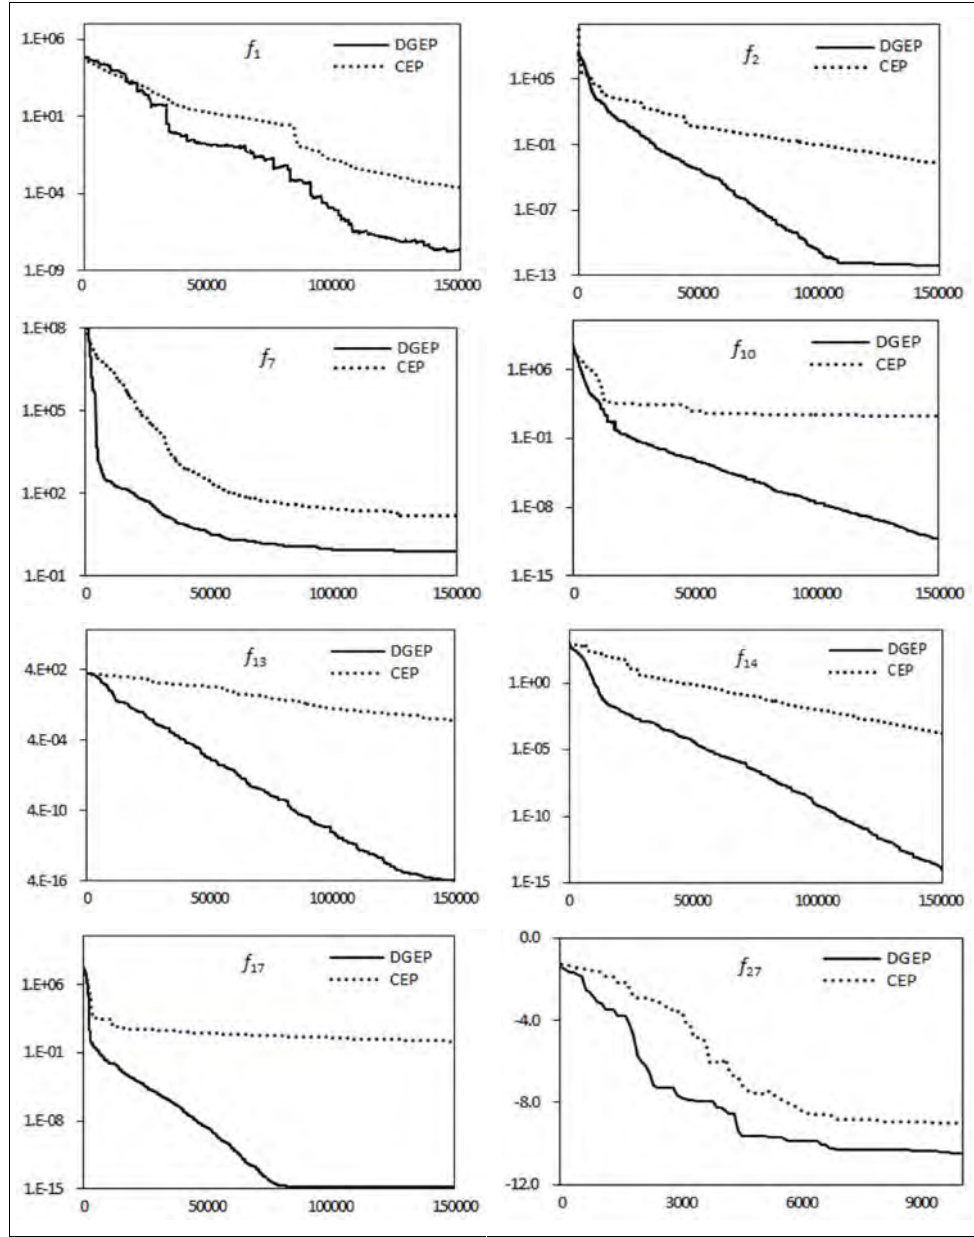 1.E+06
f1
DGEP
CEP
1.E+01
1.E-04
1.E-09
0 50000 100000 150000
f2
DGEP
CEP
1.E+05
1.E-01
1.E-07
1.E-13
0 50000 100000 150000
1.E+08
f7
DGEP
CEP
1.E+05
1.E+02
1.E-01
0 50000 100000 150000
f10
DGEP
CEP
1.E+06
1.E-01
1.E-08
1.E-15
0 50000 100000 150000
f13
DGEP
CEP
4.E+02
4.E-04
4.E-10
4.E-16
0 50000 100000 150000
f14
DGEP
CEP
1.E+00
1.E-05
1.E-10
1.E-15
0 50000 100000 150000
f17
DGEP
CEP
1.E+06
1.E-01
1.E-08
1.E-15
0 50000 100000 150000
0.0
f27
DGEP
CEP
-4.0
-8.0
-12.0
0 3000 6000 9000